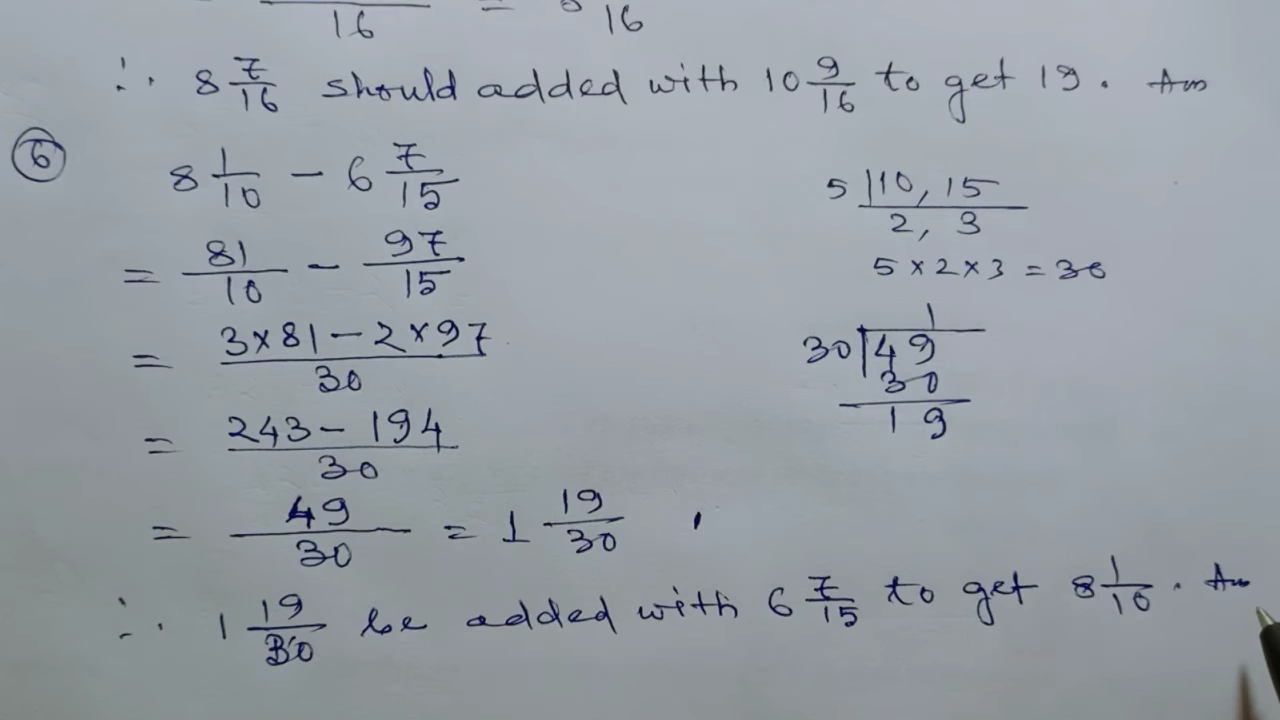 16 = 16
∴ 8 7/16 should added with 10 9/16 to get 19. Ans
6
8 1/10 - 6 7/15
= 81/10 - 97/15
= 3×81-2×97/30
= 243-194/30
= 49/30 = 1 19/30 .
5 | 10, 15
2, 3
5×2×3 = 30
1
30 | 49
30
19
∴ 1 19/30 be added with 6 7/15 to get 8 1/10. An